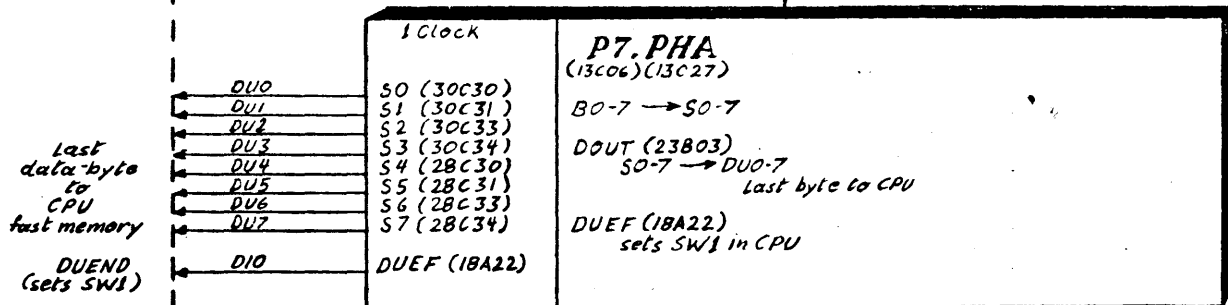 1 Clock
P7.PHA
(13C06)(13C27)
DU0 S0 (30C30)
DU1 S1 (30C31) B0-7 → S0-7
DU2 S2 (30C33)
Last DU3 S3 (30C34) DOUT (23B03)
data-byte DU4 S4 (28C30) S0-7 → DU0-7
to DU5 S5 (28C31) Last byte to CPU
CPU DU6 S6 (28C33)
fast memory DU7 S7 (28C34) DUEF (18A22)
sets SW1 in CPU
DUEND DIO DUEF (18A22)
(sets SW1)